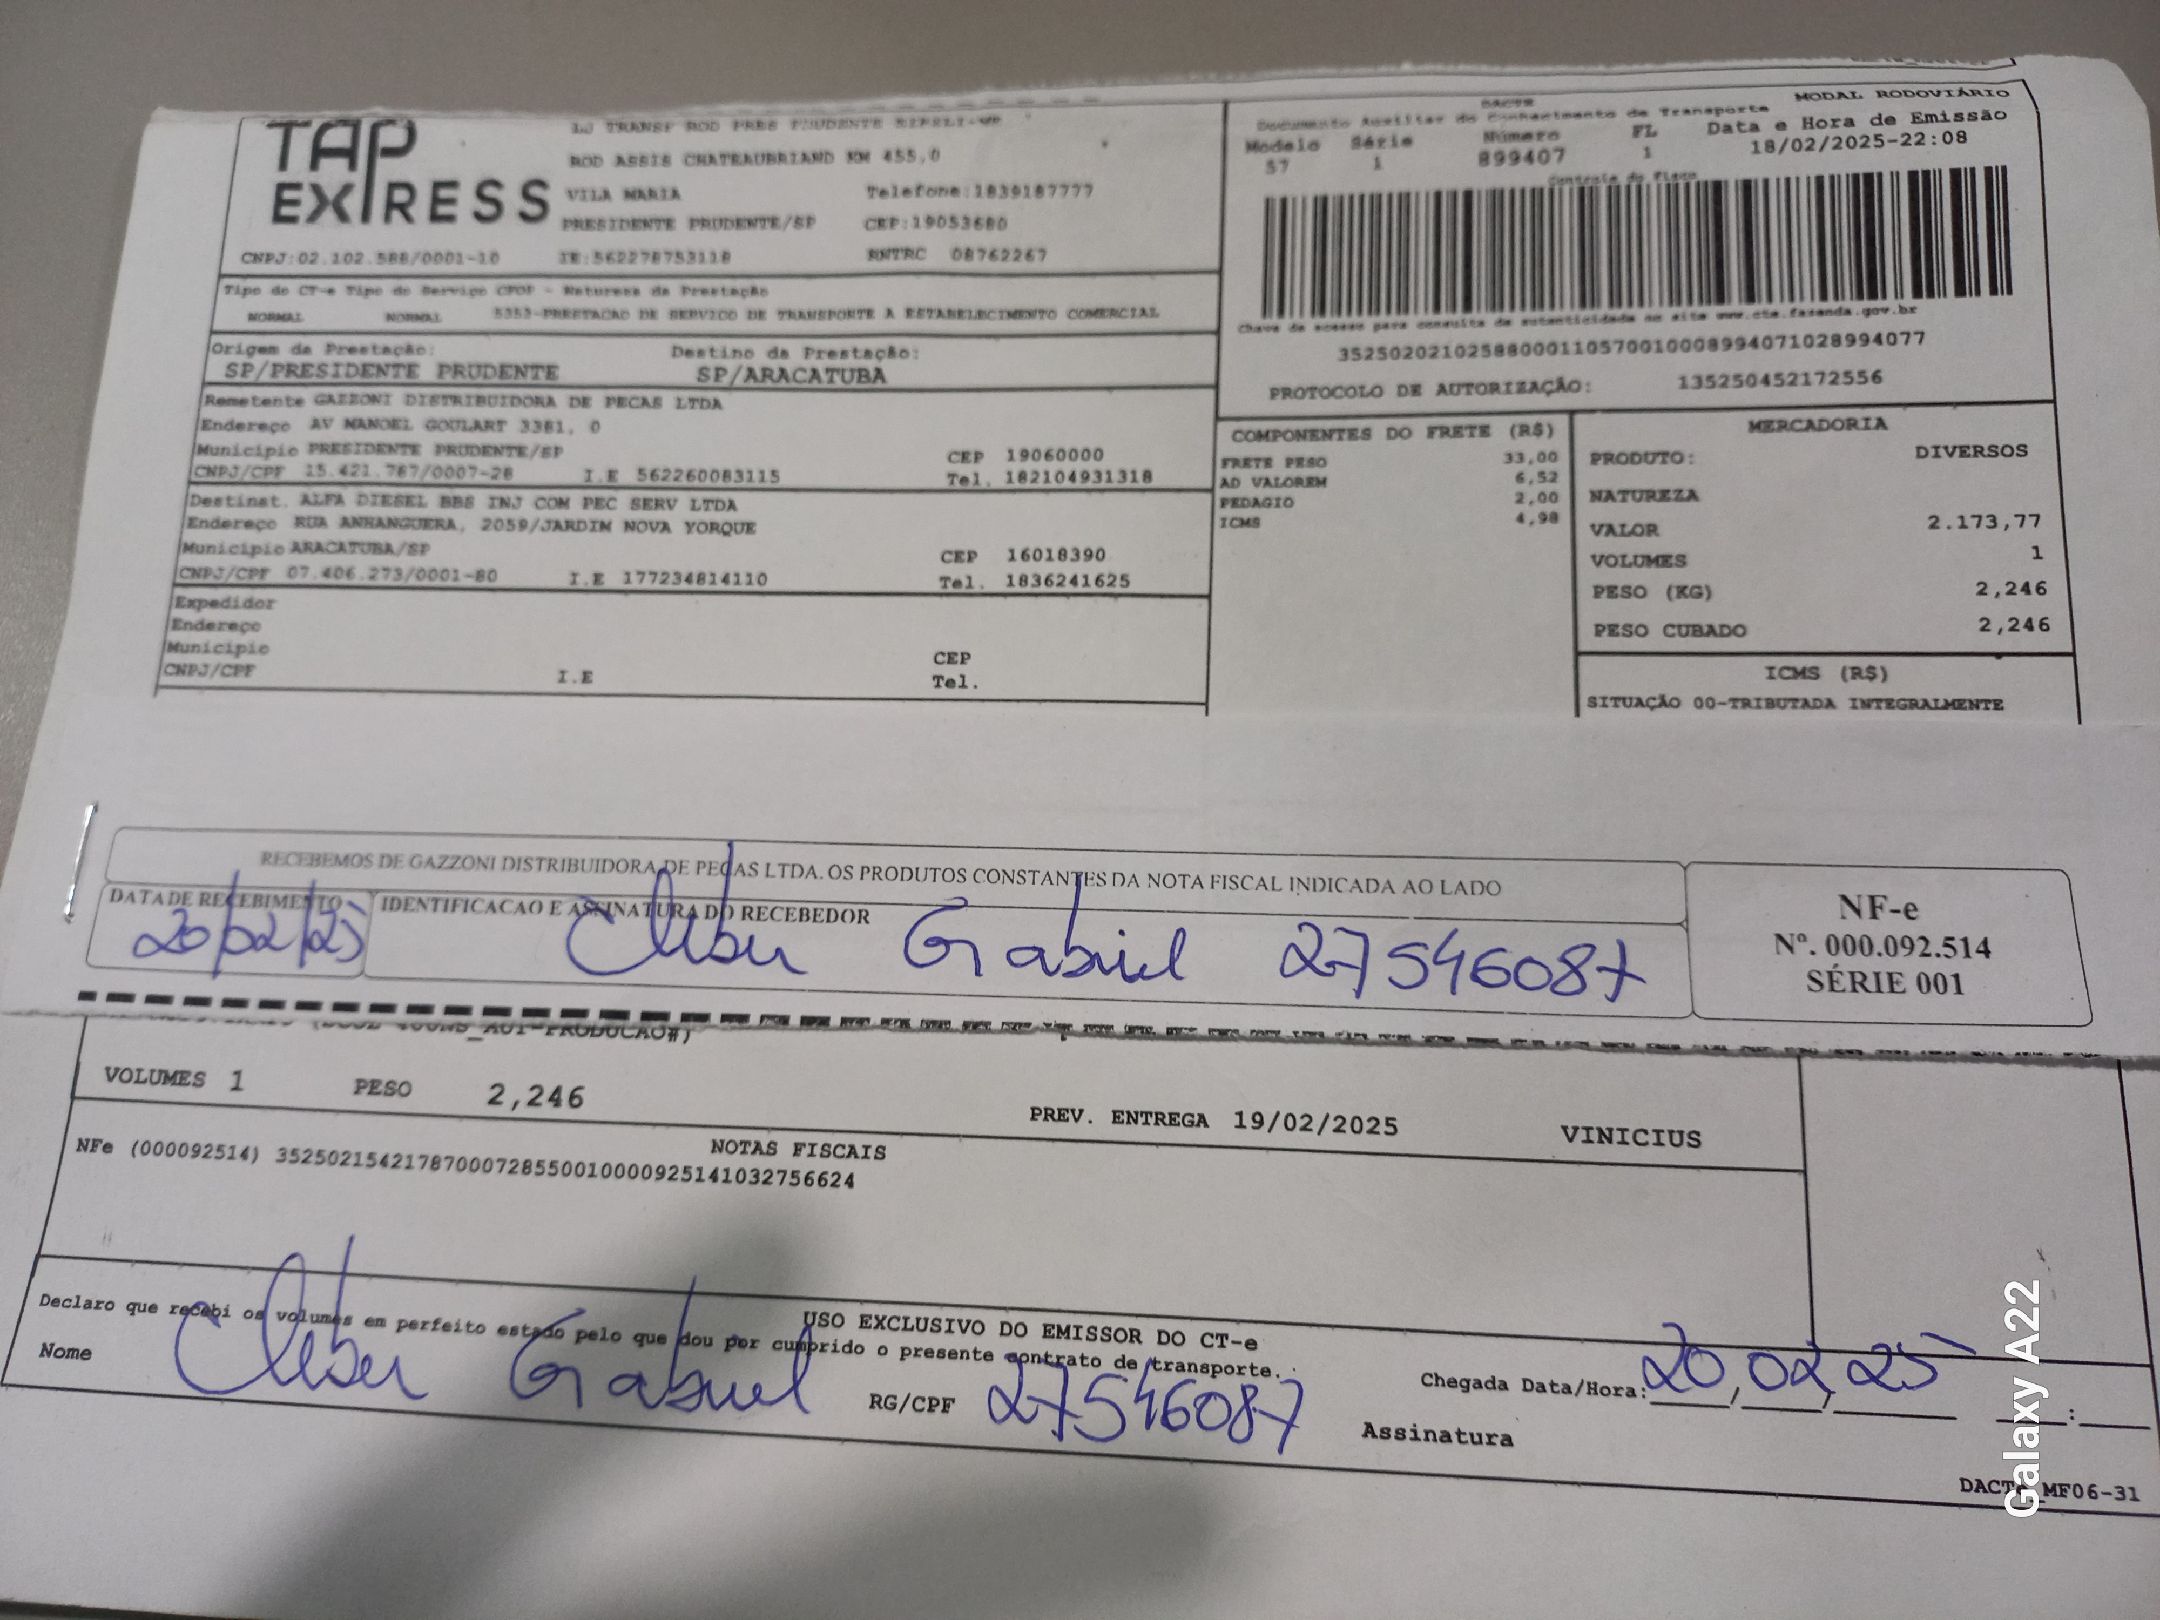 TAP EXPRESS
LJ TRANSP ROD PRES PRUDENTE EIRELI-ME
ROD ASSIS CHATEAUBRIAND KM 455,0
VILA MARIA Telefone:1839187777
PRESIDENTE PRUDENTE/SP CEP:19053680
CNPJ:02.102.588/0001-10 IE:562278753118 RNTRC 08762267
Tipo do CT-e Tipo do Serviço CFOP - Natureza da Prestação
NORMAL NORMAL 5353-PRESTACAO DE SERVICO DE TRANSPORTE A ESTABELECIMENTO COMERCIAL
Origem da Prestação: Destino da Prestação:
SP/PRESIDENTE PRUDENTE SP/ARACATUBA
Remetente GAZZONI DISTRIBUIDORA DE PECAS LTDA
Endereço AV MANOEL GOULART 3381, 0
Municipio PRESIDENTE PRUDENTE/SP CEP 19060000
CNPJ/CPF 15.421.787/0007-28 I.E 562260083115 Tel. 182104931318
Destinat. ALFA DIESEL BBS INJ COM PEC SERV LTDA
Endereço RUA ANHANGUERA, 2059/JARDIM NOVA YORQUE
Municipio ARACATUBA/SP CEP 16018390
CNPJ/CPF 07.406.273/0001-80 I.E 177234814110 Tel. 1836241625
Expedidor
Endereço
Municipio CEP
CNPJ/CPF I.E Tel.
DACTE MODAL RODOVIÁRIO
Documento Auxiliar do Conhecimento de Transporte
Modelo Série Número FL Data e Hora de Emissão
57 1 899407 1 18/02/2025-22:08
Controle do Fisco
Chave de acesso para consulta de autenticidade no site www.cte.fazenda.gov.br
35250202102588000110570010008994071028994077
PROTOCOLO DE AUTORIZAÇÃO: 135250452172556
COMPONENTES DO FRETE (R$)
FRETE PESO 33,00
AD VALOREM 6,52
PEDAGIO 2,00
ICMS 4,98
MERCADORIA
PRODUTO: DIVERSOS
NATUREZA
VALOR 2.173,77
VOLUMES 1
PESO (KG) 2,246
PESO CUBADO 2,246
ICMS (R$)
SITUAÇÃO 00-TRIBUTADA INTEGRALMENTE
RECEBEMOS DE GAZZONI DISTRIBUIDORA DE PECAS LTDA. OS PRODUTOS CONSTANTES DA NOTA FISCAL INDICADA AO LADO
DATA DE RECEBIMENTO IDENTIFICACAO E ASSINATURA DO RECEBEDOR
20/02/25 Cleber Gabriel 27546087
NF-e
Nº. 000.092.514
SÉRIE 001
VOLUMES 1 PESO 2,246 PREV. ENTREGA 19/02/2025 VINICIUS
NOTAS FISCAIS
NFe (000092514) 35250215421787000728550010000925141032756624
USO EXCLUSIVO DO EMISSOR DO CT-e
Declaro que recebi os volumes em perfeito estado pelo que dou por cumprido o presente contrato de transporte.
Nome Cleber Gabriel RG/CPF 27546087 Chegada Data/Hora: 20,02,25 :
Assinatura
DACTE MF06-31
Galaxy A22